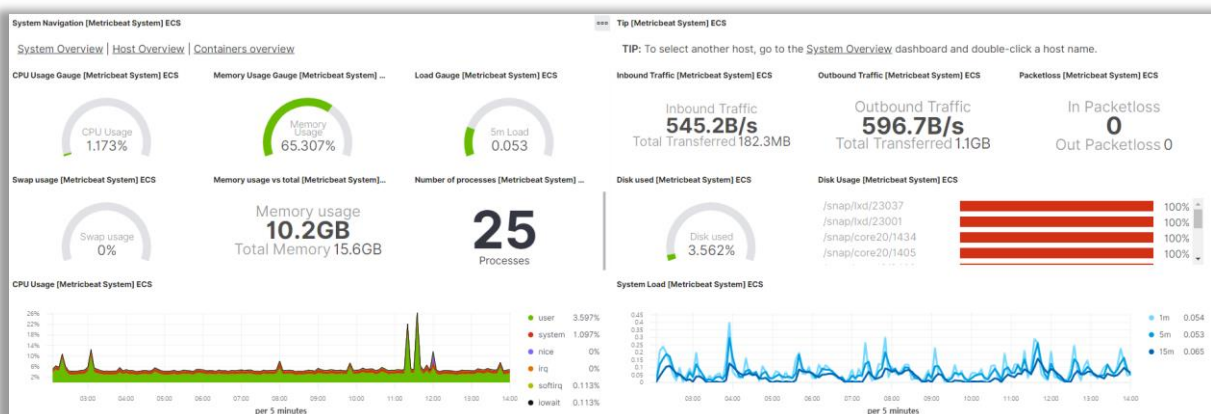 System Navigation [Metricbeat System] ECS
System Overview | Host Overview | Containers overview
Tip [Metricbeat System] ECS
TIP: To select another host, go to the System Overview dashboard and double-click a host name.
CPU Usage Gauge [Metricbeat System] ECS
CPU Usage
1.173%
Memory Usage Gauge [Metricbeat System] ...
Memory
Usage
65.307%
Load Gauge [Metricbeat System] ECS
5m Load
0.053
Inbound Traffic [Metricbeat System] ECS
Inbound Traffic
545.2B/s
Total Transferred 182.3MB
Outbound Traffic [Metricbeat System] ECS
Outbound Traffic
596.7B/s
Total Transferred 1.1GB
Packetloss [Metricbeat System] ECS
In Packetloss
0
Out Packetloss 0
Swap usage [Metricbeat System] ECS
Swap usage
0%
Memory usage vs total [Metricbeat System]...
Memory usage
10.2GB
Total Memory 15.6GB
Number of processes [Metricbeat System] ...
25
Processes
Disk used [Metricbeat System] ECS
Disk used
3.562%
Disk Usage [Metricbeat System] ECS
/snap/lxd/23037 100%
/snap/lxd/23001 100%
/snap/core20/1434 100%
/snap/core20/1405 100%
CPU Usage [Metricbeat System] ECS
26%
22%
18%
14%
10%
6%
2%
03:00 04:00 05:00 06:00 07:00 08:00 09:00 10:00 11:00 12:00 13:00 14:00
per 5 minutes
user 3.597%
system 1.097%
nice 0%
irq 0%
softirq 0.113%
iowait 0.113%
System Load [Metricbeat System] ECS
0.45
0.4
0.35
0.3
0.25
0.2
0.15
0.1
0.05
0
03:00 04:00 05:00 06:00 07:00 08:00 09:00 10:00 11:00 12:00 13:00 14:00
per 5 minutes
1m 0.054
5m 0.053
15m 0.065